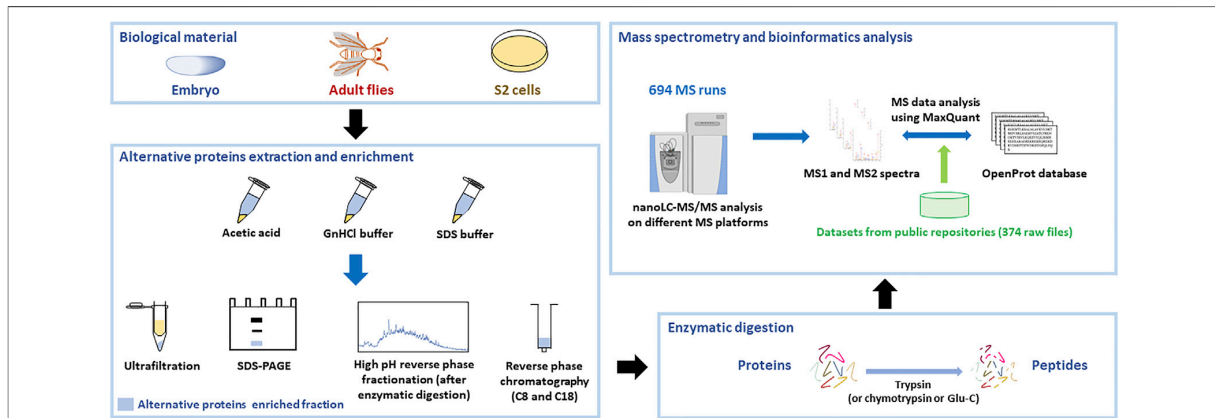 Biological material
Embryo
Adult flies
S2 cells
Alternative proteins extraction and enrichment
Acetic acid
GnHCl buffer
SDS buffer
Ultrafiltration
SDS-PAGE
High pH reverse phase
fractionation (after
enzymatic digestion)
Reverse phase
chromatography
(C8 and C18)
Alternative proteins enriched fraction
Mass spectrometry and bioinformatics analysis
694 MS runs
nanoLC-MS/MS analysis
on different MS platforms
MS1 and MS2 spectra
MS data analysis
using MaxQuant
OpenProt database
Datasets from public repositories (374 raw files)
Enzymatic digestion
Proteins
Trypsin
(or chymotrypsin or Glu-C)
Peptides